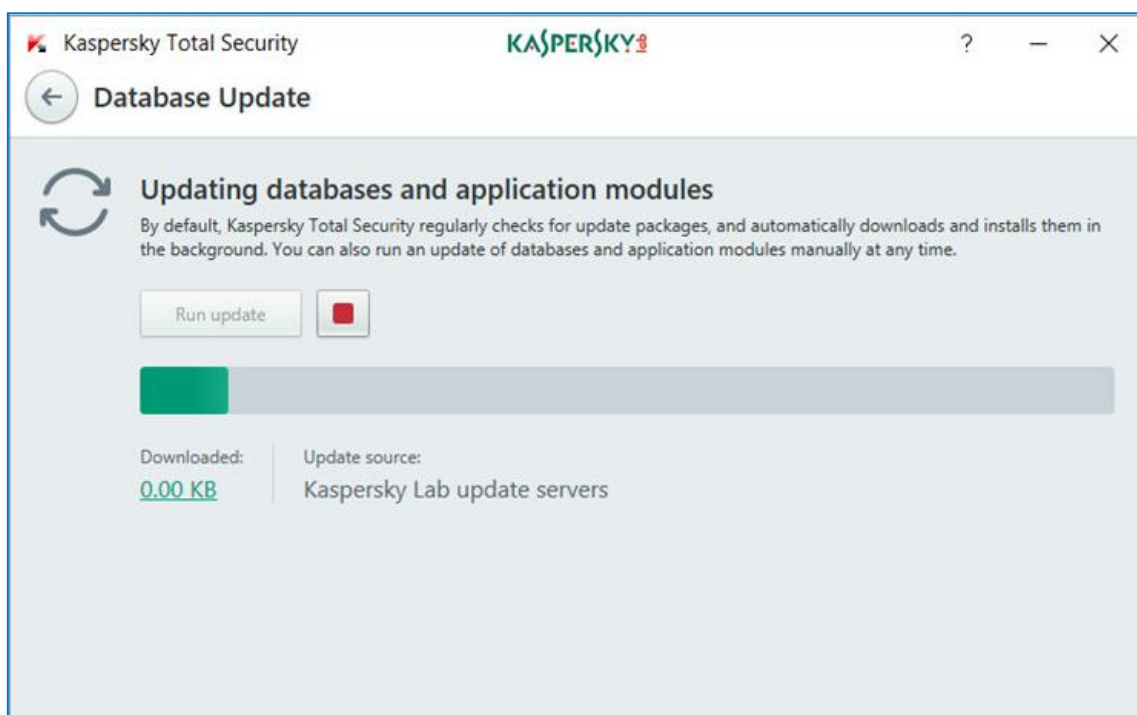 Kaspersky Total Security
KASPERSKY lab
?
Database Update
Updating databases and application modules
By default, Kaspersky Total Security regularly checks for update packages, and automatically downloads and installs them in
the background. You can also run an update of databases and application modules manually at any time.
Run update
Downloaded:
0.00 KB
Update source:
Kaspersky Lab update servers